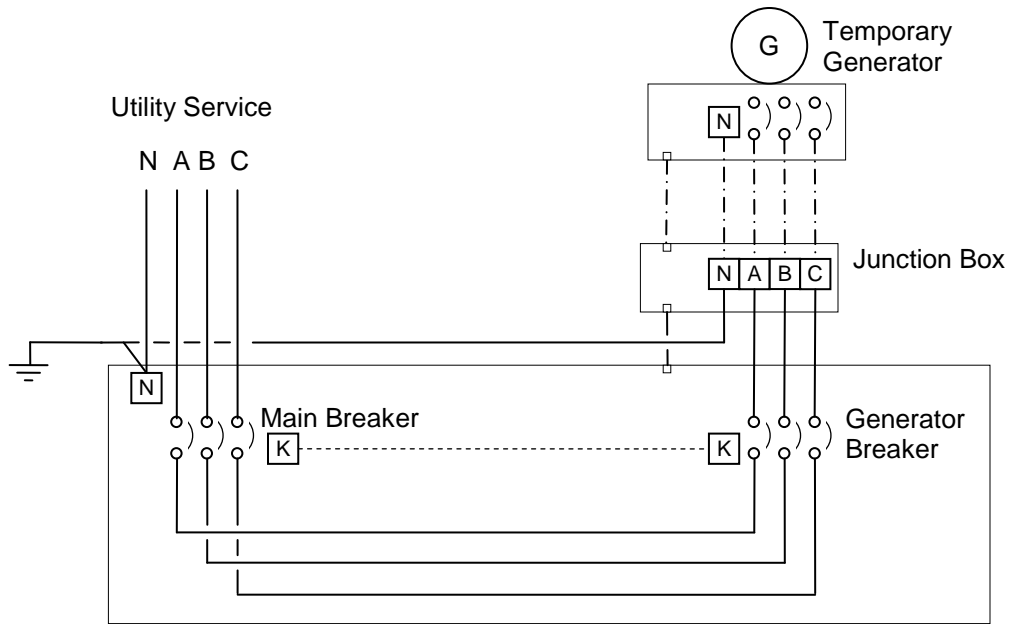 G
Temporary
Generator
N
Utility Service
N A B C
N A B C
Junction Box
N
Main Breaker
K
K
Generator
Breaker